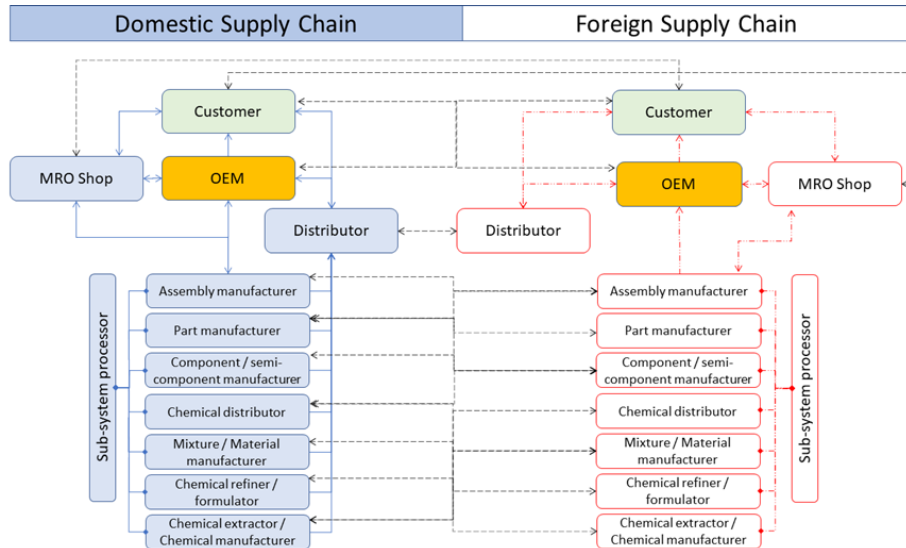 Domestic Supply Chain
Foreign Supply Chain
Customer
Customer
MRO Shop
OEM
OEM
MRO Shop
Distributor
Distributor
Sub-system processor
Assembly manufacturer
Part manufacturer
Component / semi-
component manufacturer
Chemical distributor
Mixture / Material
manufacturer
Chemical refiner /
formulator
Chemical extractor /
Chemical manufacturer
Assembly manufacturer
Part manufacturer
Component / semi-
component manufacturer
Chemical distributor
Mixture / Material
manufacturer
Chemical refiner /
formulator
Chemical extractor /
Chemical manufacturer
Sub-system processor